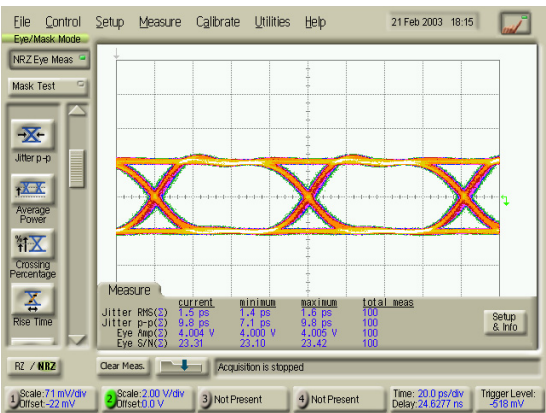 File Control Setup Measure Calibrate Utilities Help 21 Feb 2003 18:15
Eye/Mask Mode
NRZ Eye Meas
Mask Test
Jitter p-p
Average
Power
Crossing
Percentage
Rise Time
Measure
current minimum maximum total meas
Jitter RMS(Σ) 1.5 ps 1.4 ps 1.6 ps 100
Jitter p-p(Σ) 9.8 ps 7.1 ps 9.8 ps 100
Eye Amp(Σ) 4.004 V 4.000 V 4.005 V 100
Eye S/N(Σ) 23.31 23.10 23.42 100
Setup
& Info
RZ / NRZ
Clear Meas.
Acquisition is stopped
1 Scale:71 mV/div
Offset:-22 mV
2 Scale:2.00 V/div
Offset:0.0 V
3 Not Present
4 Not Present
Time: 20.0 ps/div
Delay:24.6277 ns
Trigger Level:
-518 mV